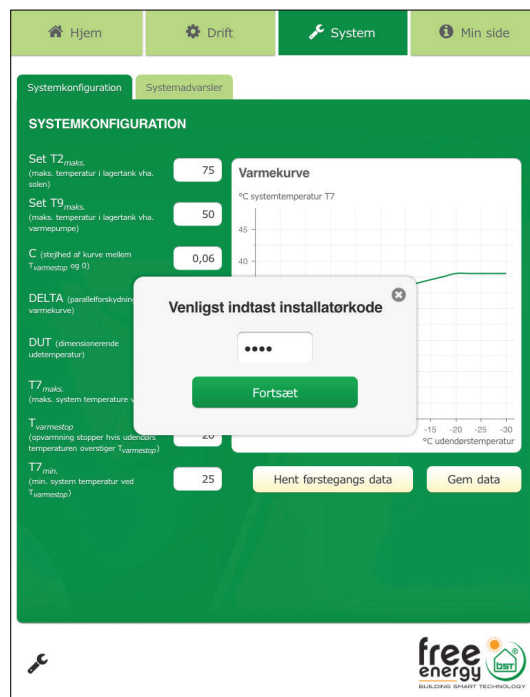 Hjem
Drift
System
Min side
Systemkonfiguration
Systemadvarsler
SYSTEMKONFIGURATION
Set T2maks.
(maks. temperatur i lagertank vha.
solen)
75
Set T9maks.
(maks. temperatur i lagertank vha.
varmepumpe)
50
C (stejlhed af kurve mellem
Tvarmestop og 0)
0,06
DELTA (parallelforskydning
varmekurve)
DUT (dimensionerende
udetemperatur)
T7maks.
(maks. system temperature v
Tvarmestop
(opvarmning stopper hvis udendørs
temperaturen overstiger Tvarmestop)
20
T7min.
(min. system temperatur ved
Tvarmestop)
25
Varmekurve
°C systemtemperatur T7
45
40
-15 -20 -25 -30
°C udendørstemperatur
Venligst indtast installatørkode
••••
Fortsæt
Hent førstegangs data
Gem data
free
energy
BST
BUILDING SMART TECHNOLOGY